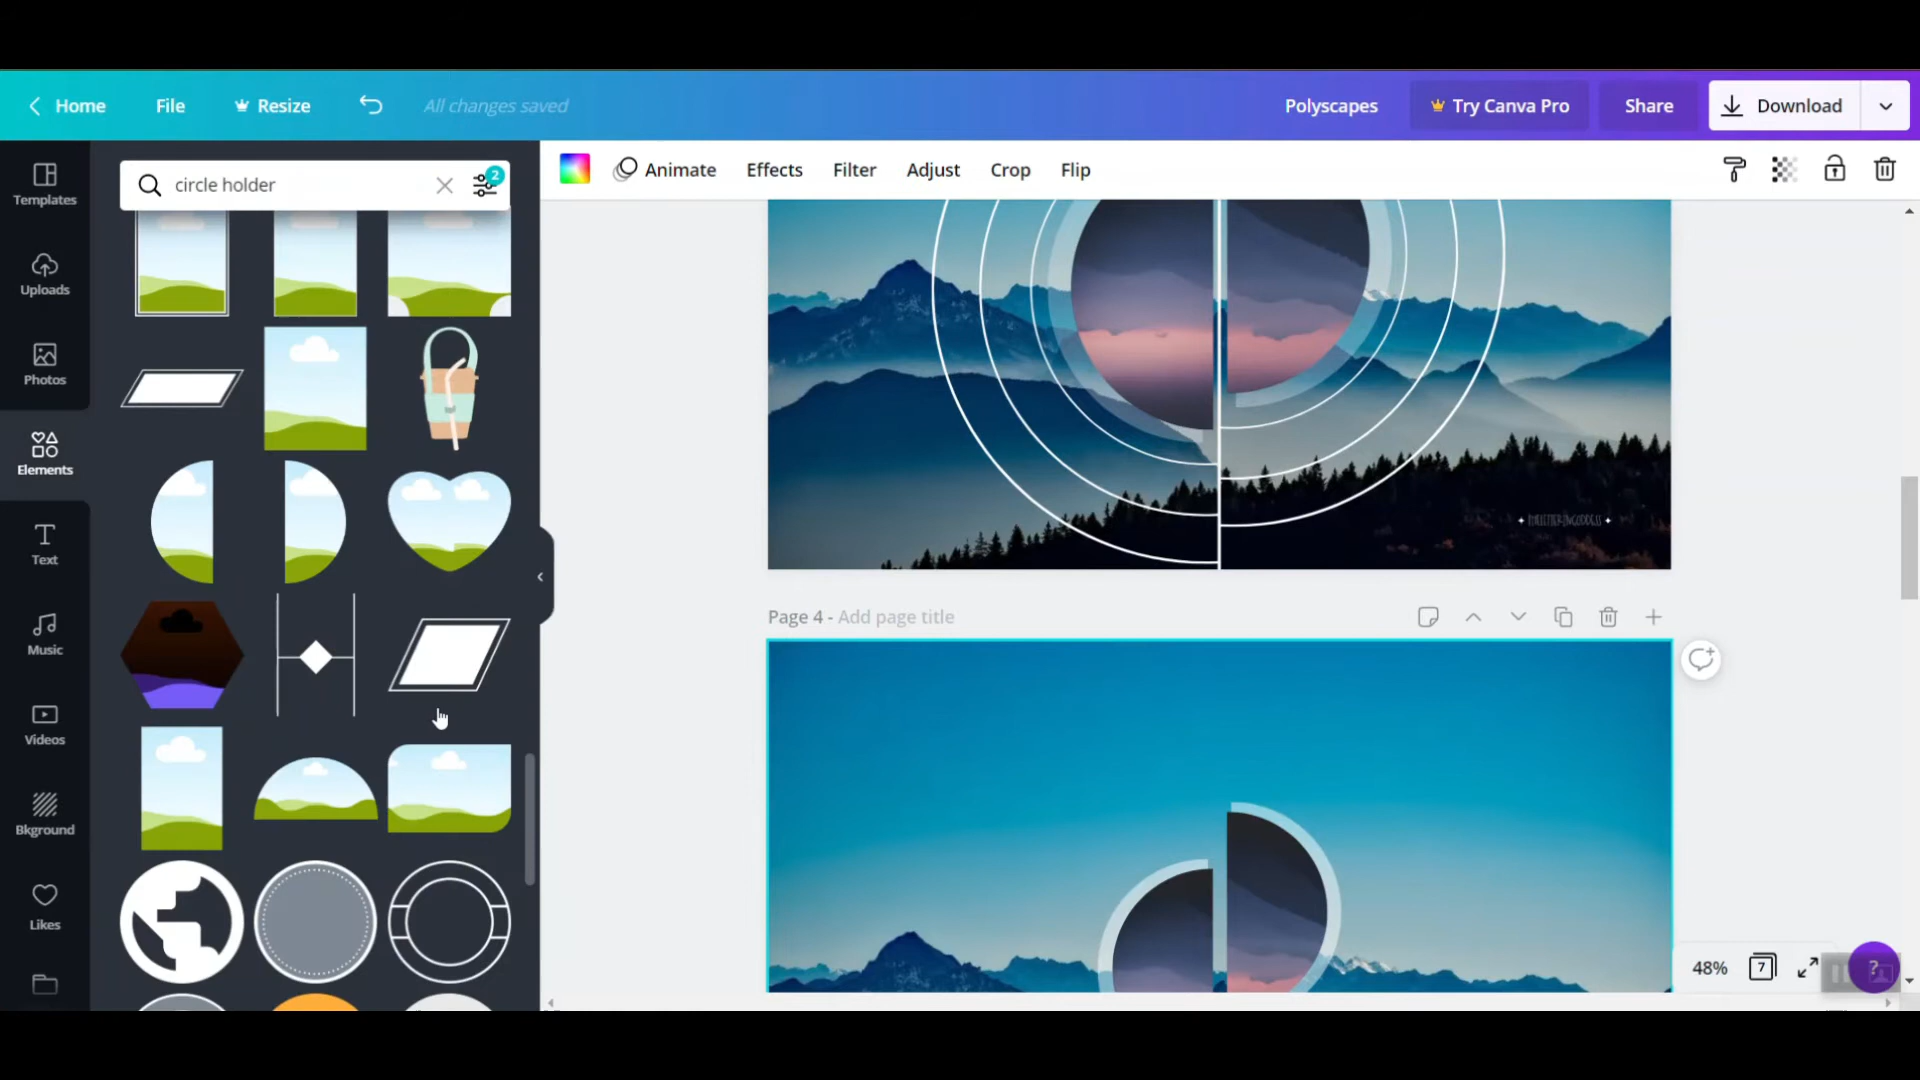 Home
File
Resize
All changes saved
Polyscapes
Try Canva Pro
Share
Download
Templates
Uploads
Photos
Elements
Text
Music
Videos
Bkground
Likes
circle holder
2
Animate
Effects
Filter
Adjust
Crop
Flip
Page 4 - Add page title
48%
7
?